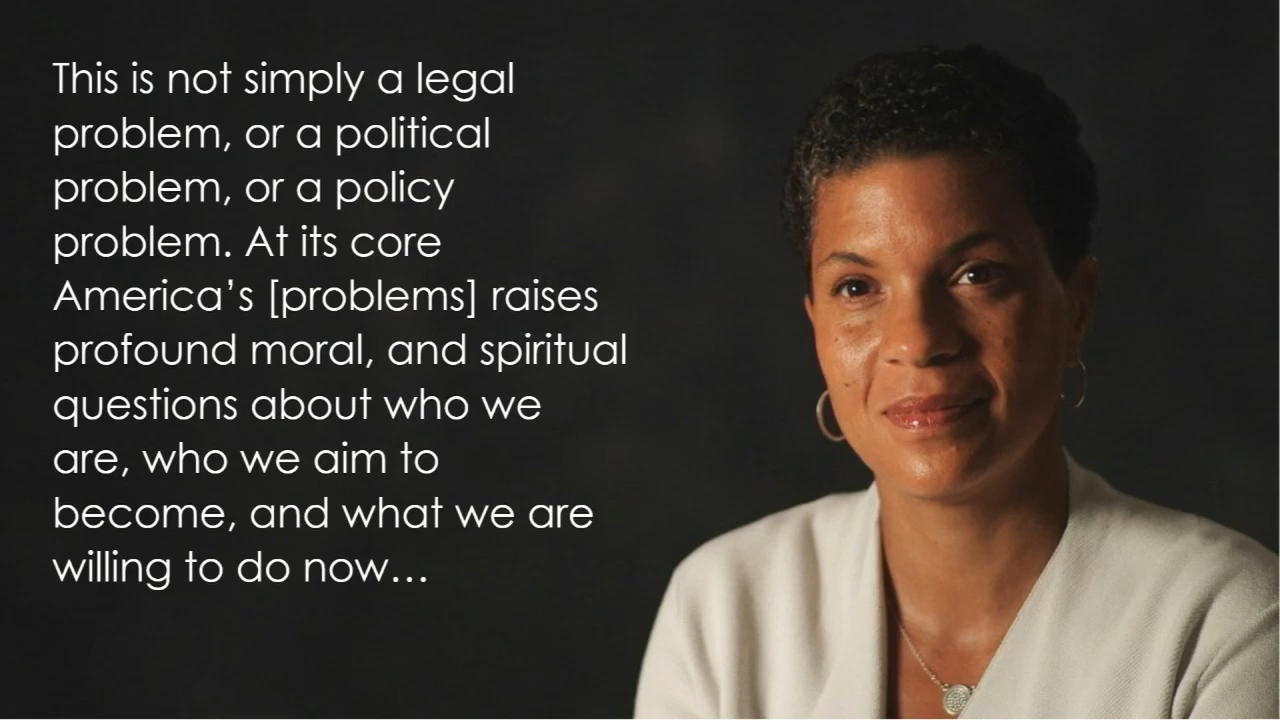 This is not simply a legal
problem, or a political
problem, or a policy
problem. At its core
America’s [problems] raises
profound moral, and spiritual
questions about who we
are, who we aim to
become, and what we are
willing to do now…